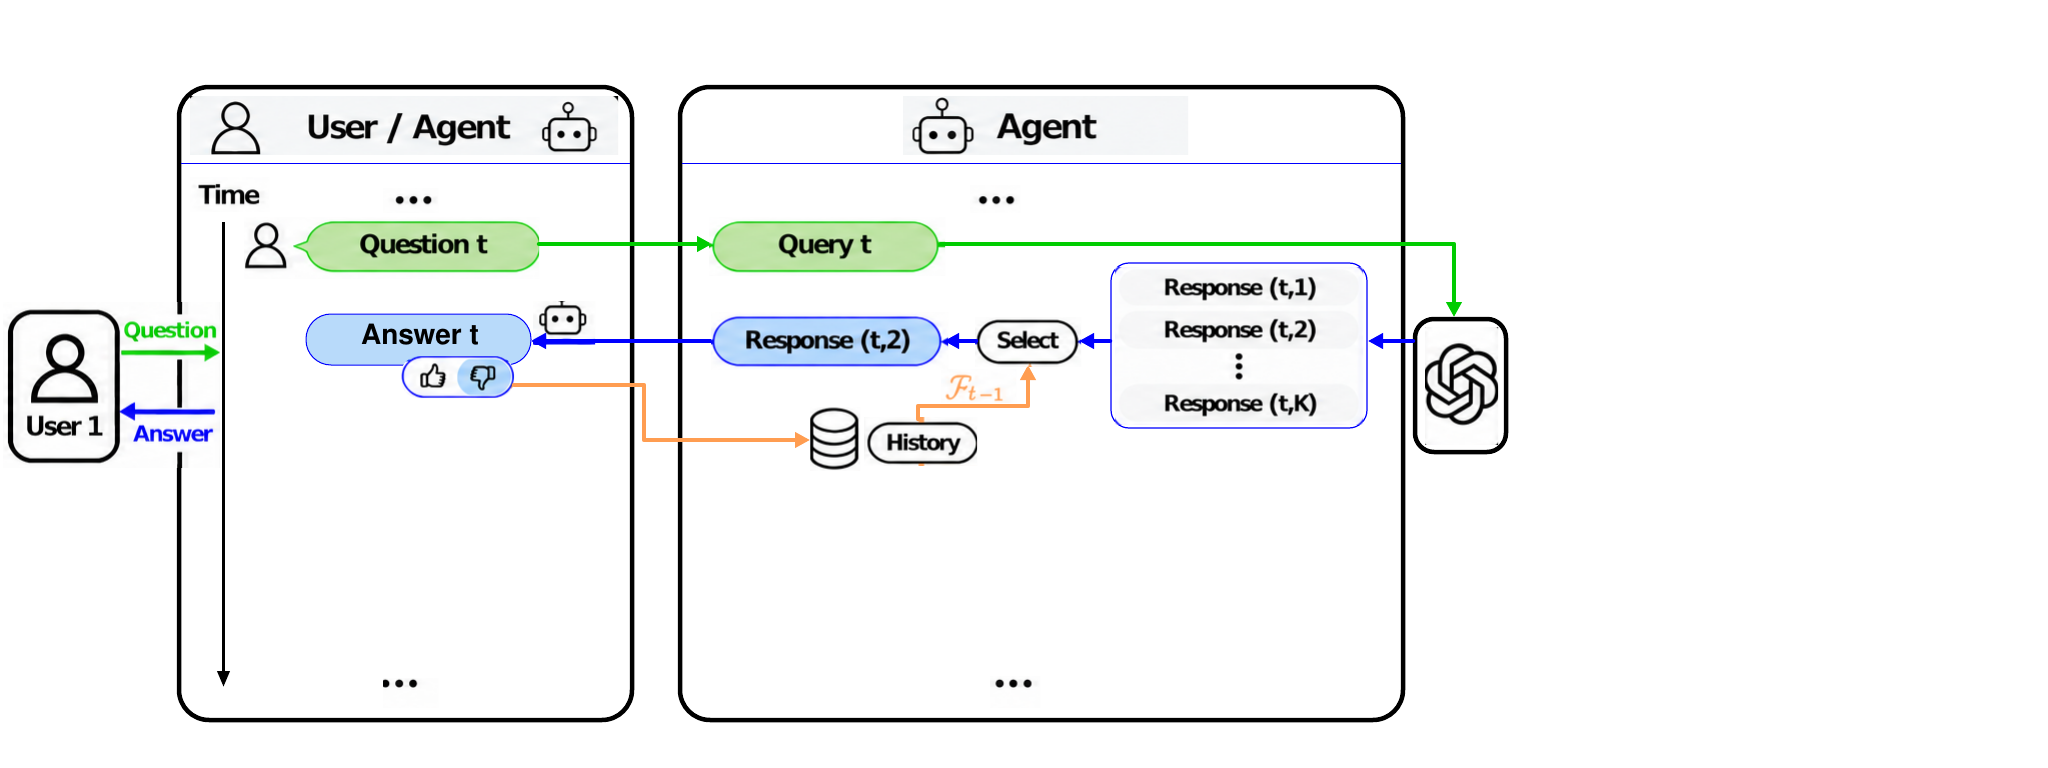 User / Agent
Agent
Time
...
...
Question t
Query t
Response (t,1)
Question
Answer t
Response (t,2)
Select
Response (t,2)
⋮
Response (t,K)
User 1
Answer
ℱt−1
History
...
...